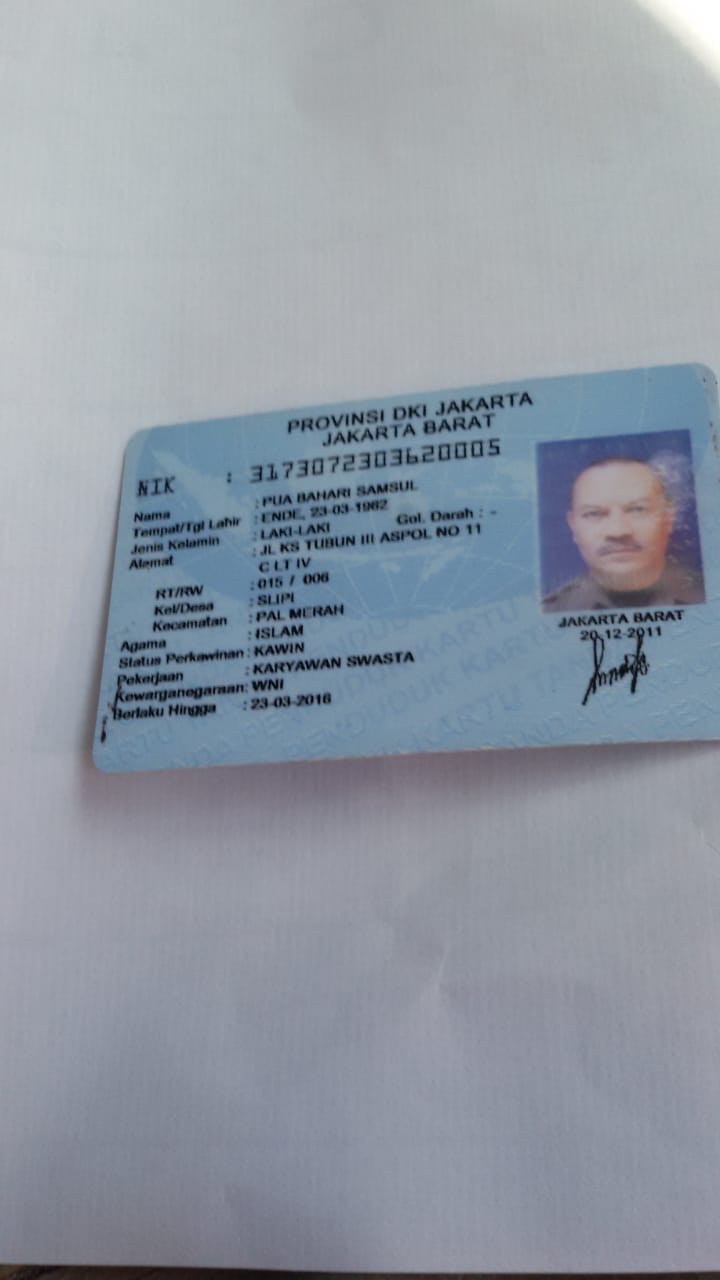 PROVINSI DKI JAKARTA
JAKARTA BARAT
NIK : 3173072303620005
Nama : PUA BAHARI SAMSUL
Tempat/Tgl Lahir : ENDE, 23-03-1962
Jenis Kelamin : LAKI-LAKI Gol. Darah : -
Alamat : JL KS TUBUN III ASPOL NO 11
C LT IV
RT/RW : 015 / 006
Kel/Desa : SLIPI
Kecamatan : PAL MERAH
Agama : ISLAM
Status Perkawinan : KAWIN
Pekerjaan : KARYAWAN SWASTA
Kewarganegaraan: WNI
Berlaku Hingga : 23-03-2016
JAKARTA BARAT
20-12-2011